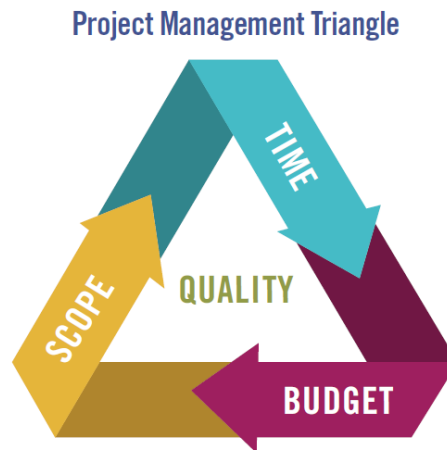 Project Management Triangle
TIME
SCOPE
QUALITY
BUDGET